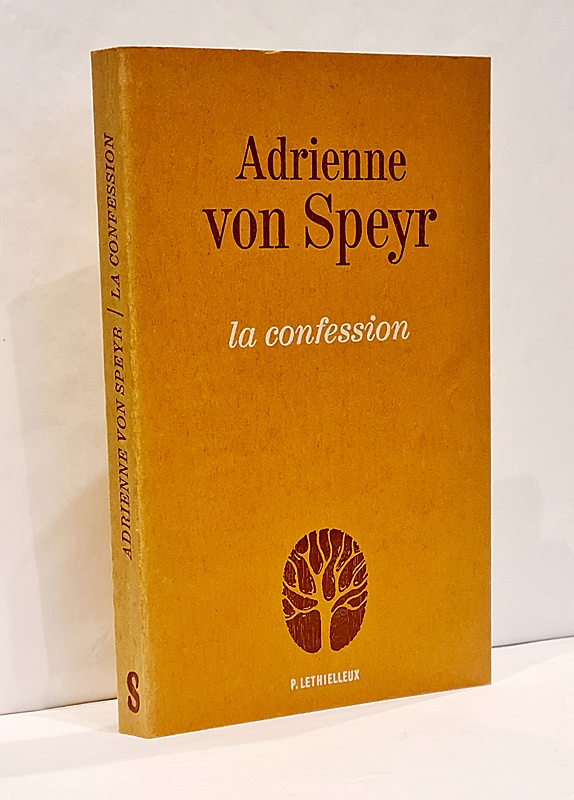 Adrienne
von Speyr
la confession
P. LETHIELLEUX
ADRIENNE VON SPEYR / LA CONFESSION
S